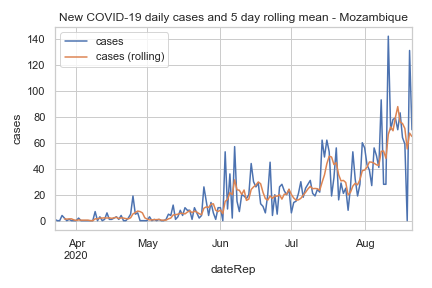 New COVID-19 daily cases and 5 day rolling mean - Mozambique
cases
cases (rolling)
140
120
100
80
60
40
20
0
cases
Apr
2020
May
Jun
Jul
Aug
dateRep